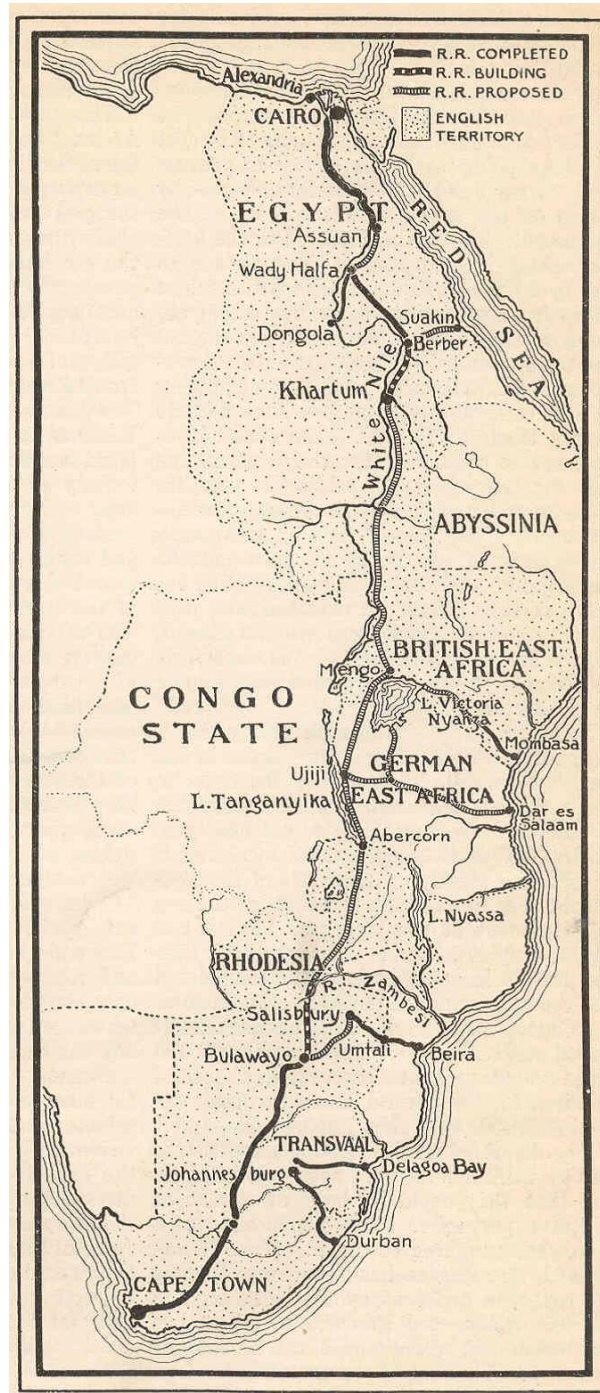 R.R. COMPLETED
R.R. BUILDING
R.R. PROPOSED
ENGLISH
TERRITORY
Alexandria
CAIRO
EGYPT
RED SEA
Assuan
Wady Halfa
Suakin
Dongola
Berber
Khartum
White Nile
ABYSSINIA
BRITISH EAST
AFRICA
Mengo
CONGO
STATE
L. Victoria
Nyanza
Mombasa
Ujiji
GERMAN
EAST AFRICA
L. Tanganyika
Dar es
Salaam
Abercorn
L. Nyassa
RHODESIA
R. Zambesi
Salisbury
Bulawayo
Umtali
Beira
TRANSVAAL
Johannesburg
Delagoa Bay
Durban
CAPE TOWN